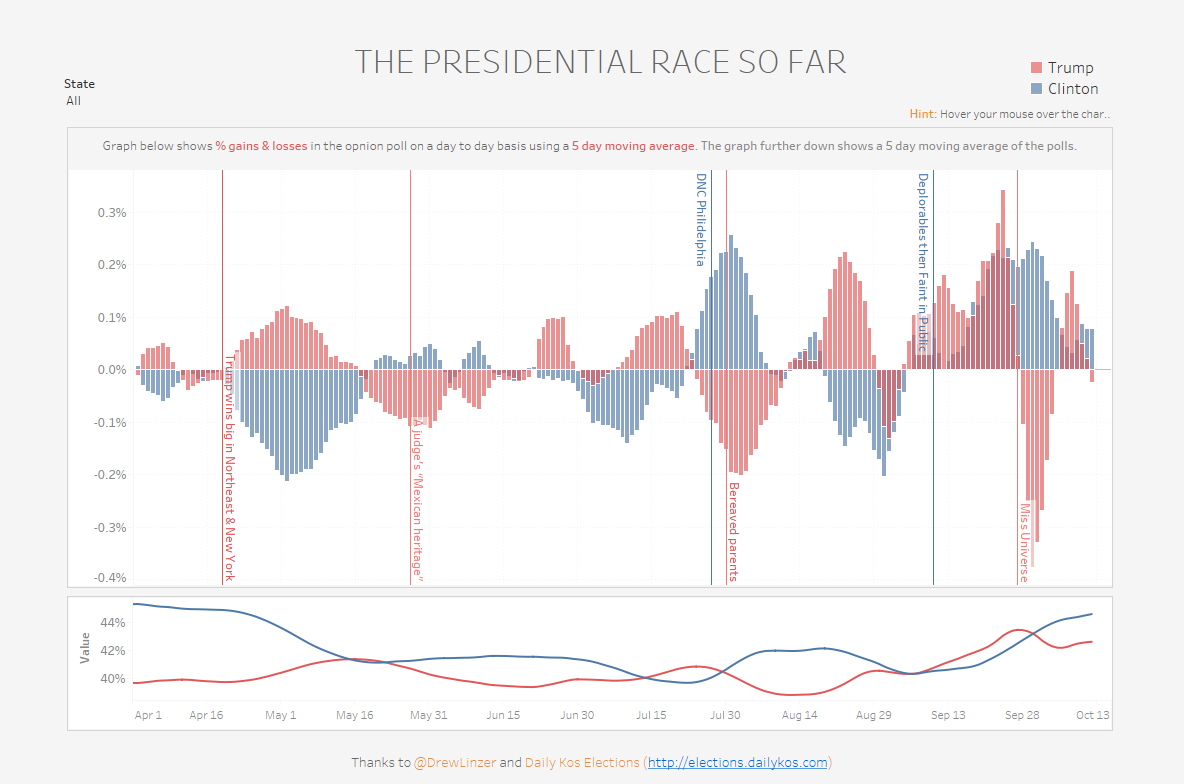 THE PRESIDENTIAL RACE SO FAR
State
All
Trump
Clinton
Hint: Hover your mouse over the char..
Graph below shows % gains & losses in the opnion poll on a day to day basis using a 5 day moving average. The graph further down shows a 5 day moving average of the polls.
0.3%
0.2%
0.1%
0.0%
-0.1%
-0.2%
-0.3%
-0.4%
Trump wins big in Northeast & New York
A judge's "Mexican heritage"
DNC Philidelphia
Bereaved parents
Deplorables then Faint in Public
Miss Universe
Value
44%
42%
40%
Apr 1 Apr 16 May 1 May 16 May 31 Jun 15 Jun 30 Jul 15 Jul 30 Aug 14 Aug 29 Sep 13 Sep 28 Oct 13
Thanks to @DrewLinzer and Daily Kos Elections (http://elections.dailykos.com)